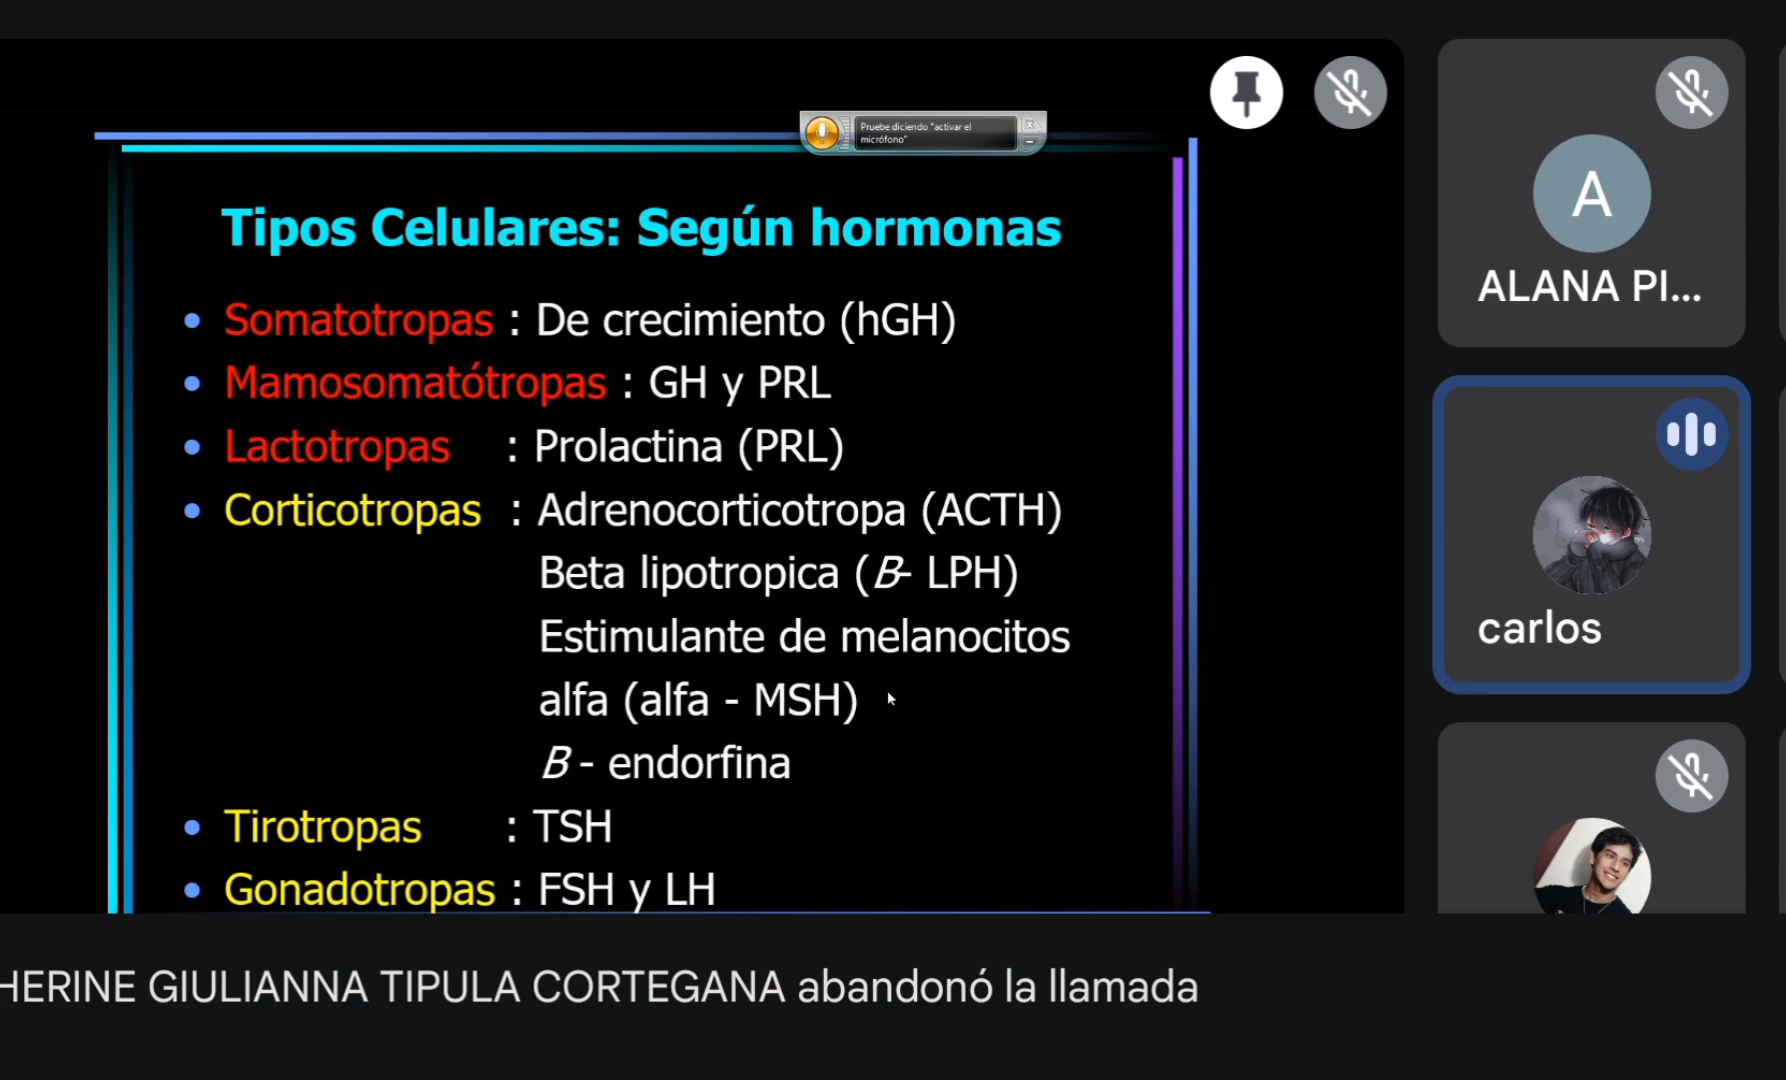 Pruebe diciendo "activar el
micrófono"
Tipos Celulares: Según hormonas
• Somatotropas : De crecimiento (hGH)
• Mamosomatótropas : GH y PRL
• Lactotropas : Prolactina (PRL)
• Corticotropas : Adrenocorticotropa (ACTH)
Beta lipotropica (B- LPH)
Estimulante de melanocitos
alfa (alfa - MSH)
B - endorfina
• Tirotropas : TSH
• Gonadotropas : FSH y LH
A
ALANA PI...
carlos
HERINE GIULIANNA TIPULA CORTEGANA abandonó la llamada